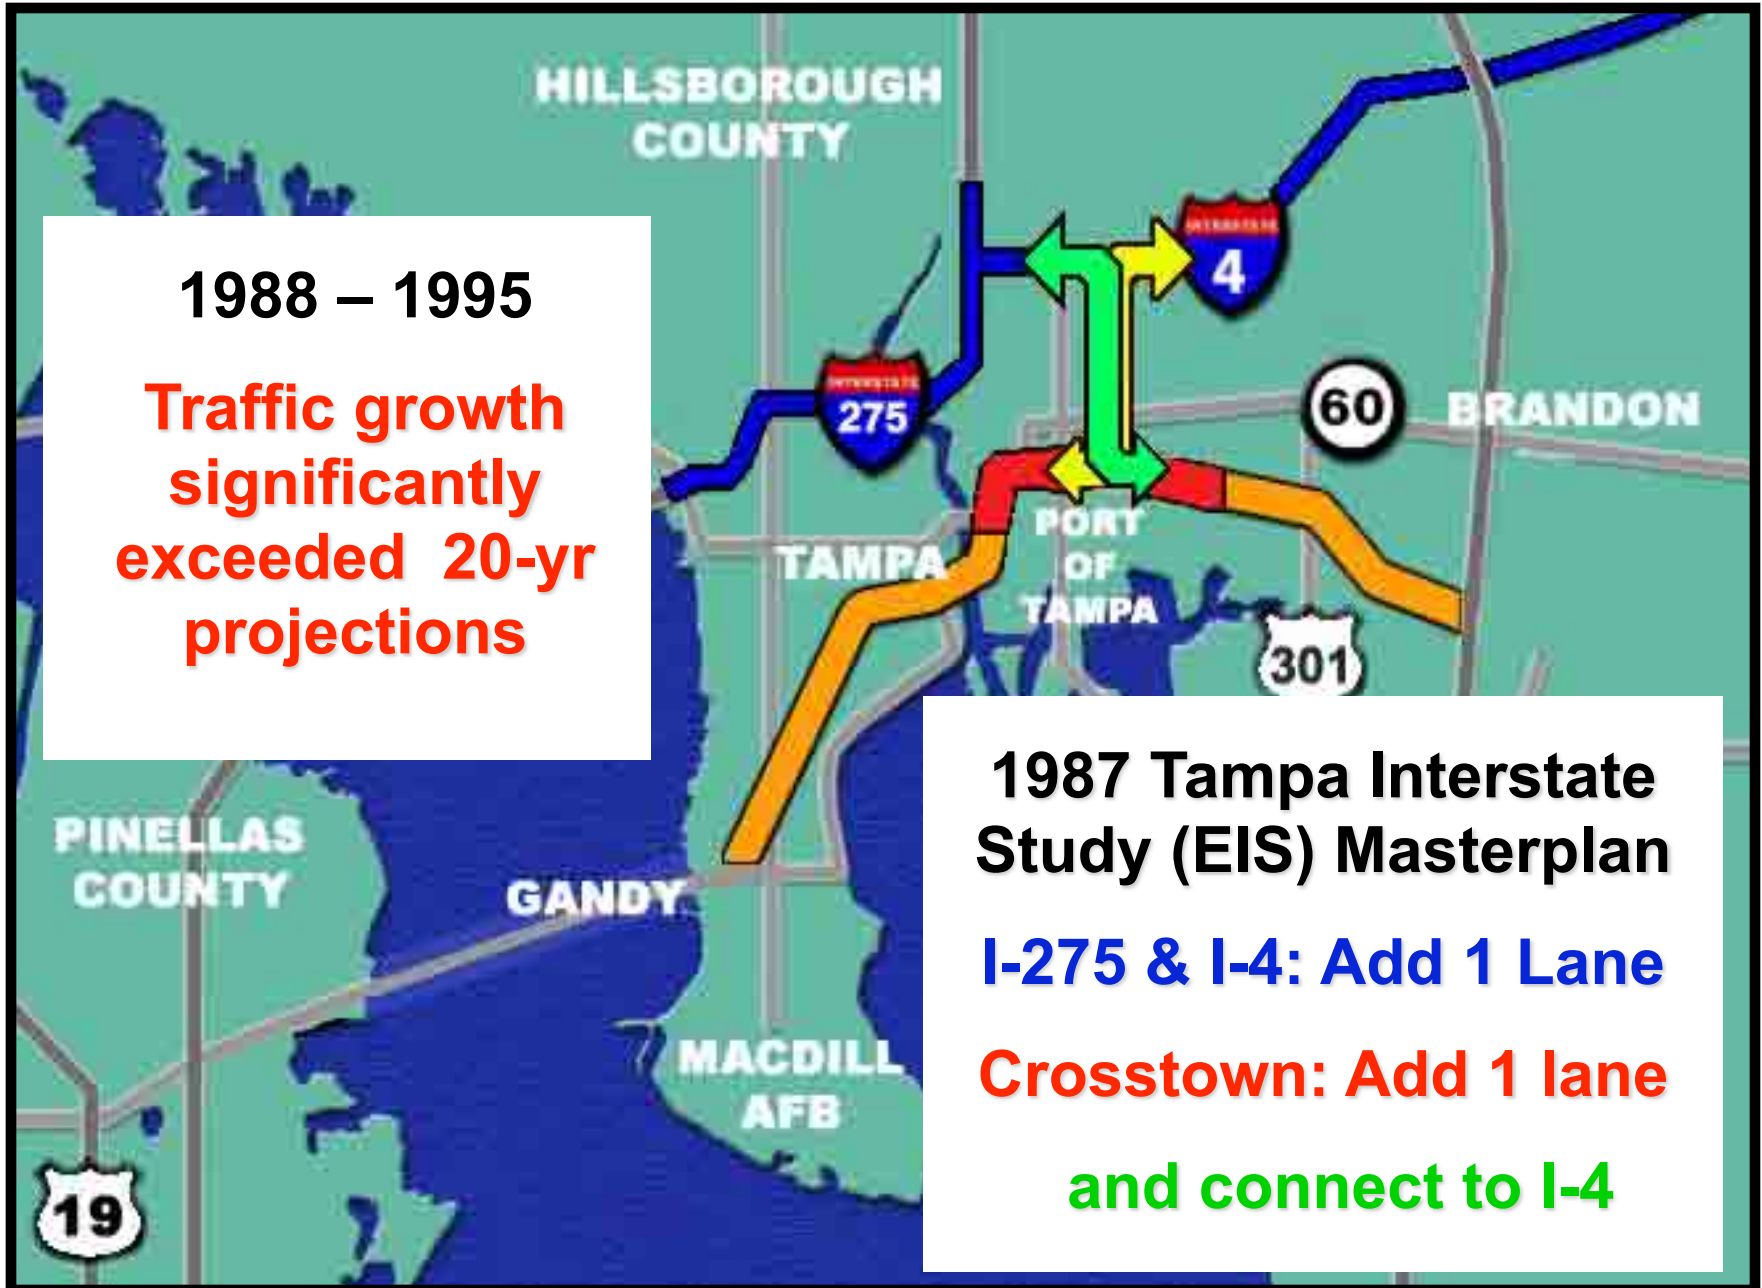 HILLSBOROUGH
COUNTY
INTERSTATE
4
1988 – 1995
Traffic growth
significantly
exceeded 20-yr
projections
INTERSTATE
275
60
BRANDON
TAMPA
PORT
OF
TAMPA
301
PINELLAS
COUNTY
GANDY
MACDILL
AFB
19
1987 Tampa Interstate
Study (EIS) Masterplan
I-275 & I-4: Add 1 Lane
Crosstown: Add 1 lane
and connect to I-4